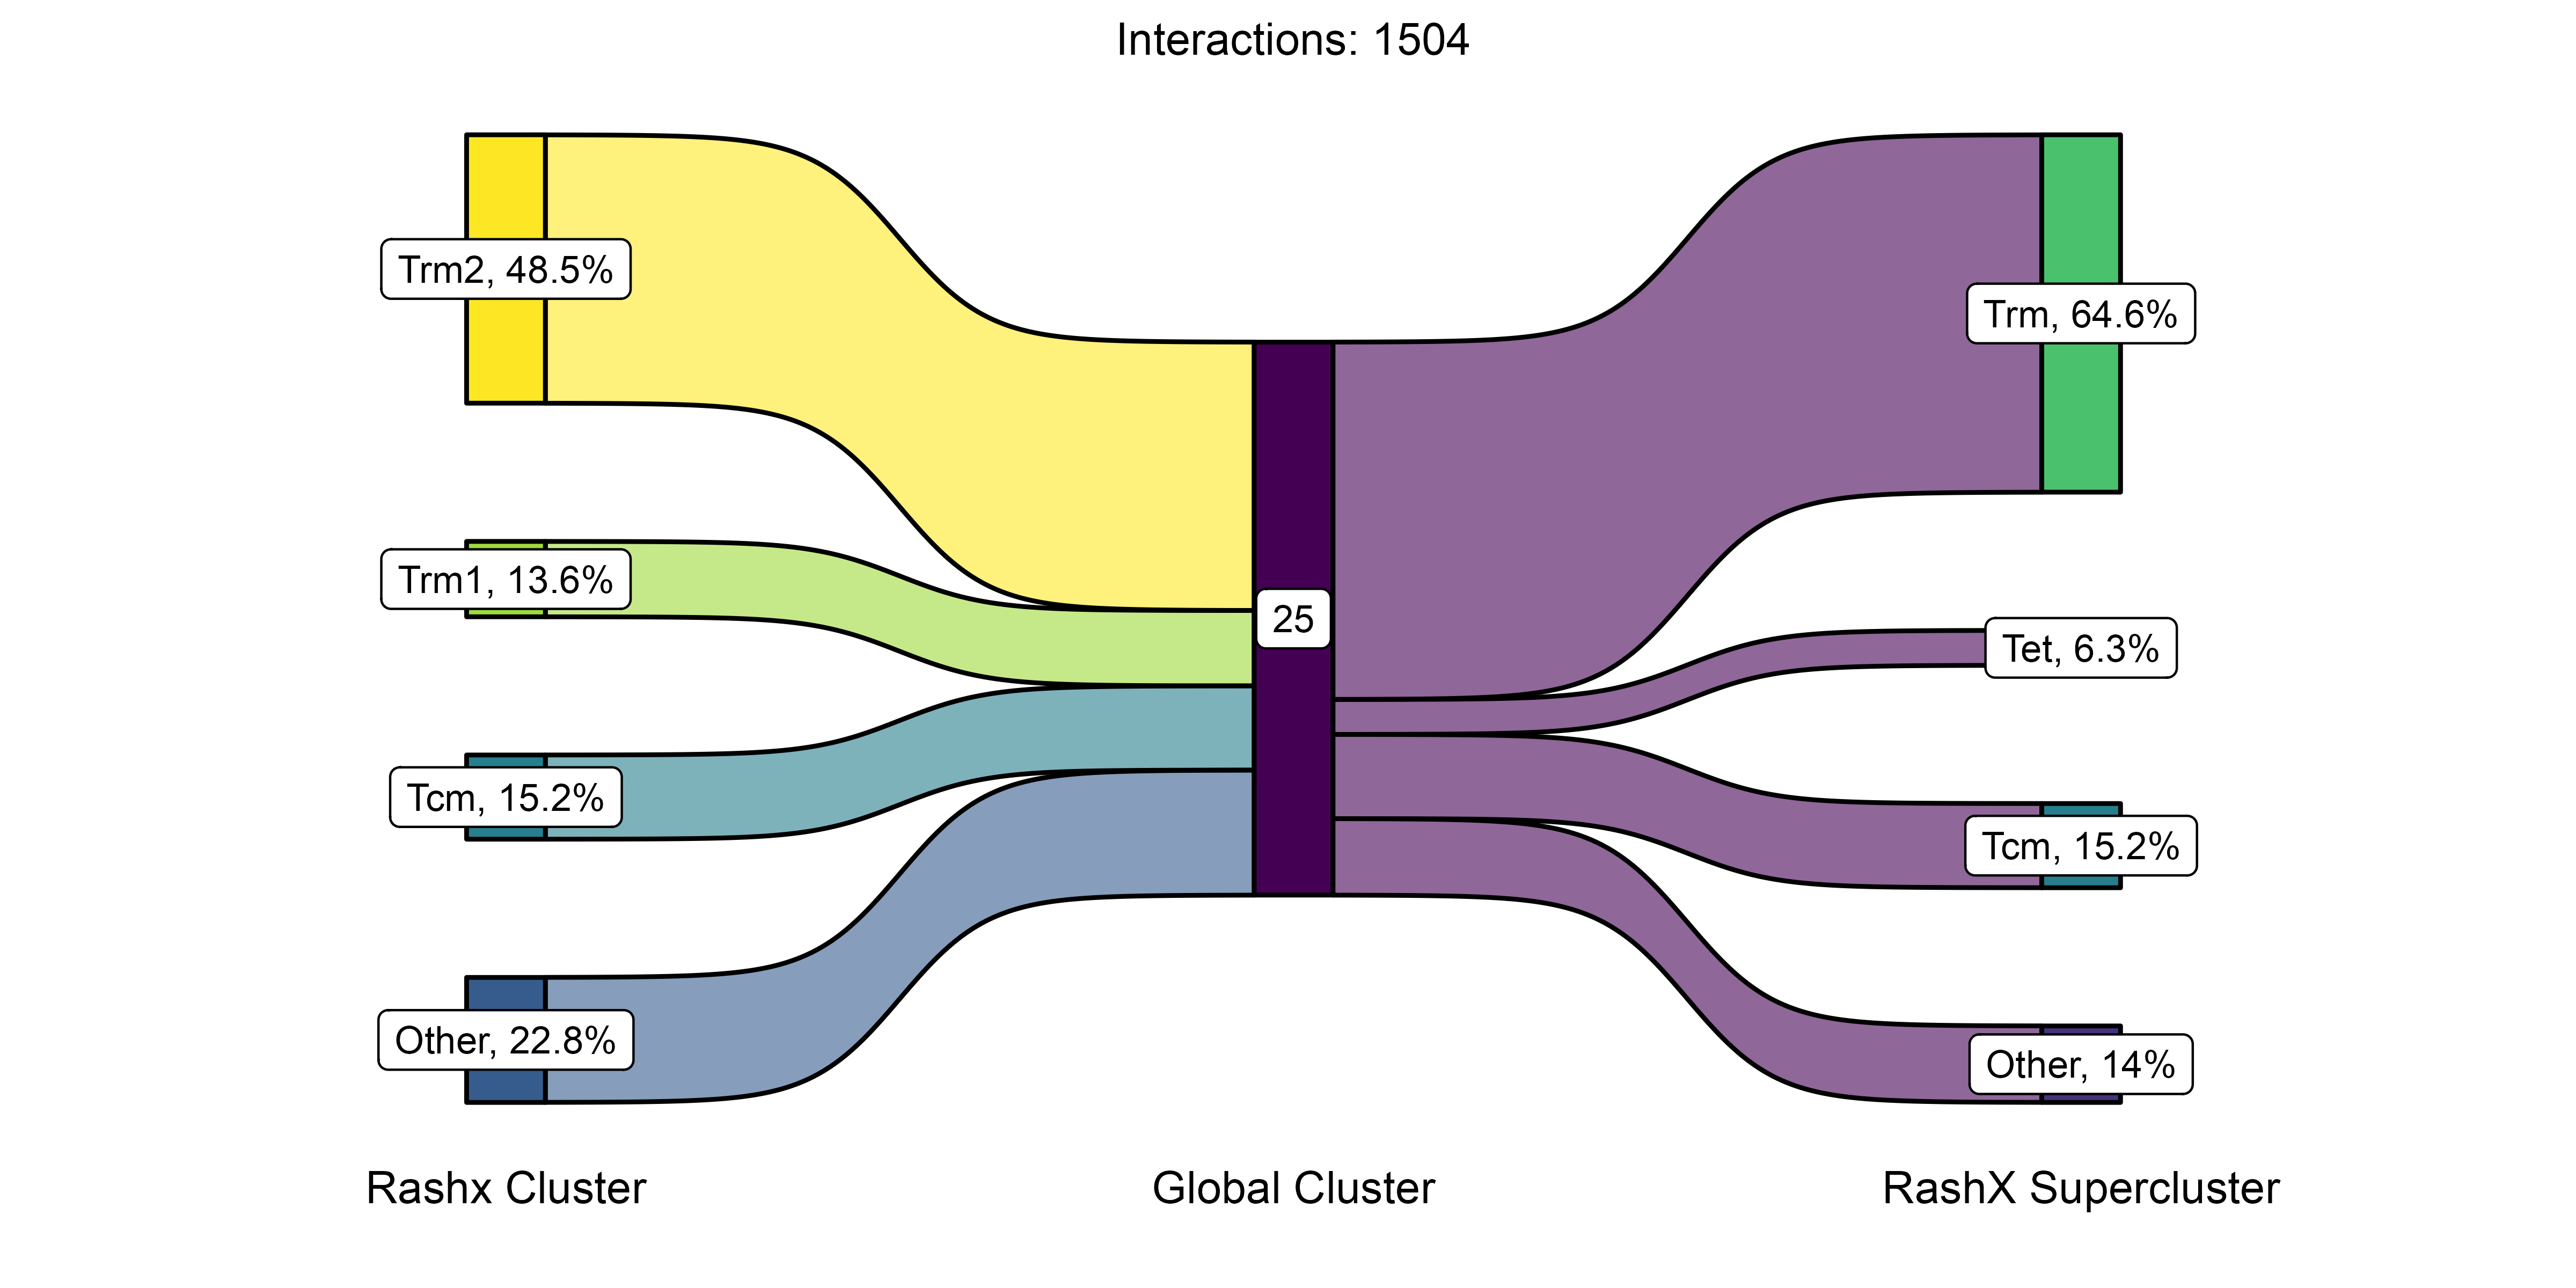 Interactions: 1504
Trm2, 48.5%
Trm, 64.6%
Trm1, 13.6%
25
Tet, 6.3%
Tcm, 15.2%
Tcm, 15.2%
Other, 22.8%
Other, 14%
Rashx Cluster
Global Cluster
RashX Supercluster